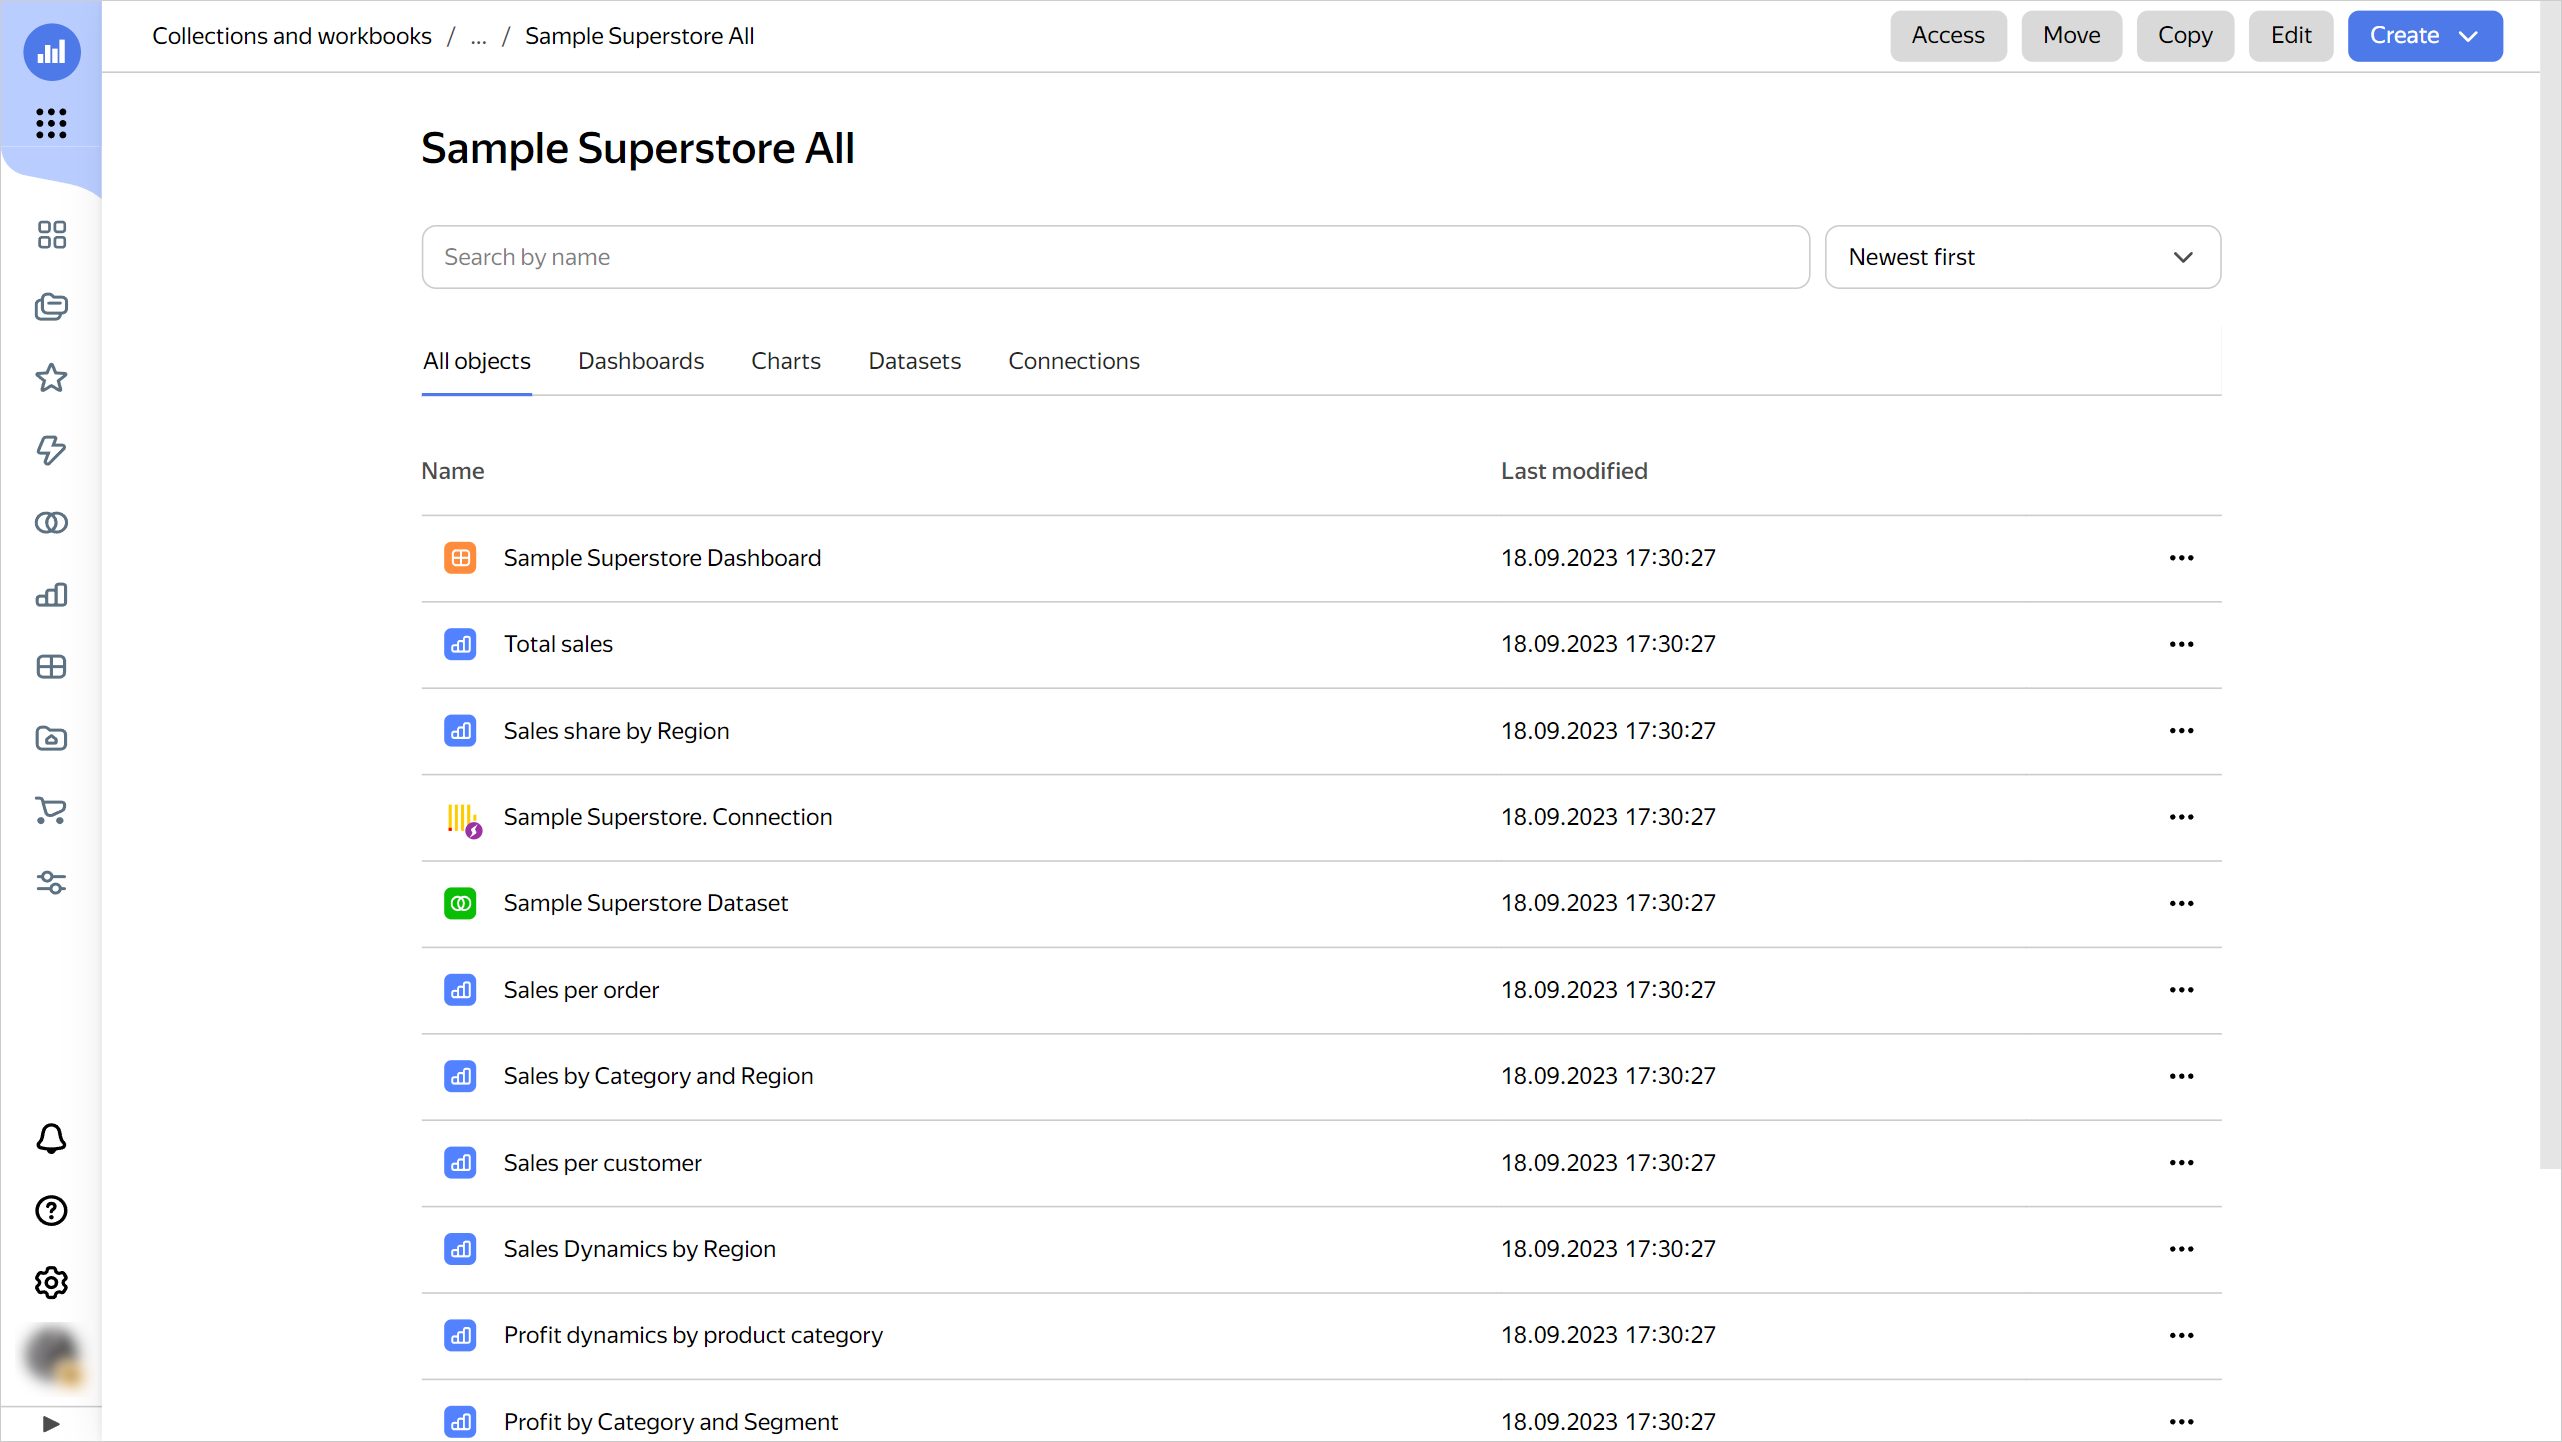 Collections and workbooks / ... / Sample Superstore All
Access Move Copy Edit Create
Sample Superstore All
Search by name Newest first
All objects Dashboards Charts Datasets Connections
Name Last modified
Sample Superstore Dashboard 18.09.2023 17:30:27
Total sales 18.09.2023 17:30:27
Sales share by Region 18.09.2023 17:30:27
Sample Superstore. Connection 18.09.2023 17:30:27
Sample Superstore Dataset 18.09.2023 17:30:27
Sales per order 18.09.2023 17:30:27
Sales by Category and Region 18.09.2023 17:30:27
Sales per customer 18.09.2023 17:30:27
Sales Dynamics by Region 18.09.2023 17:30:27
Profit dynamics by product category 18.09.2023 17:30:27
Profit by Category and Segment 18.09.2023 17:30:27